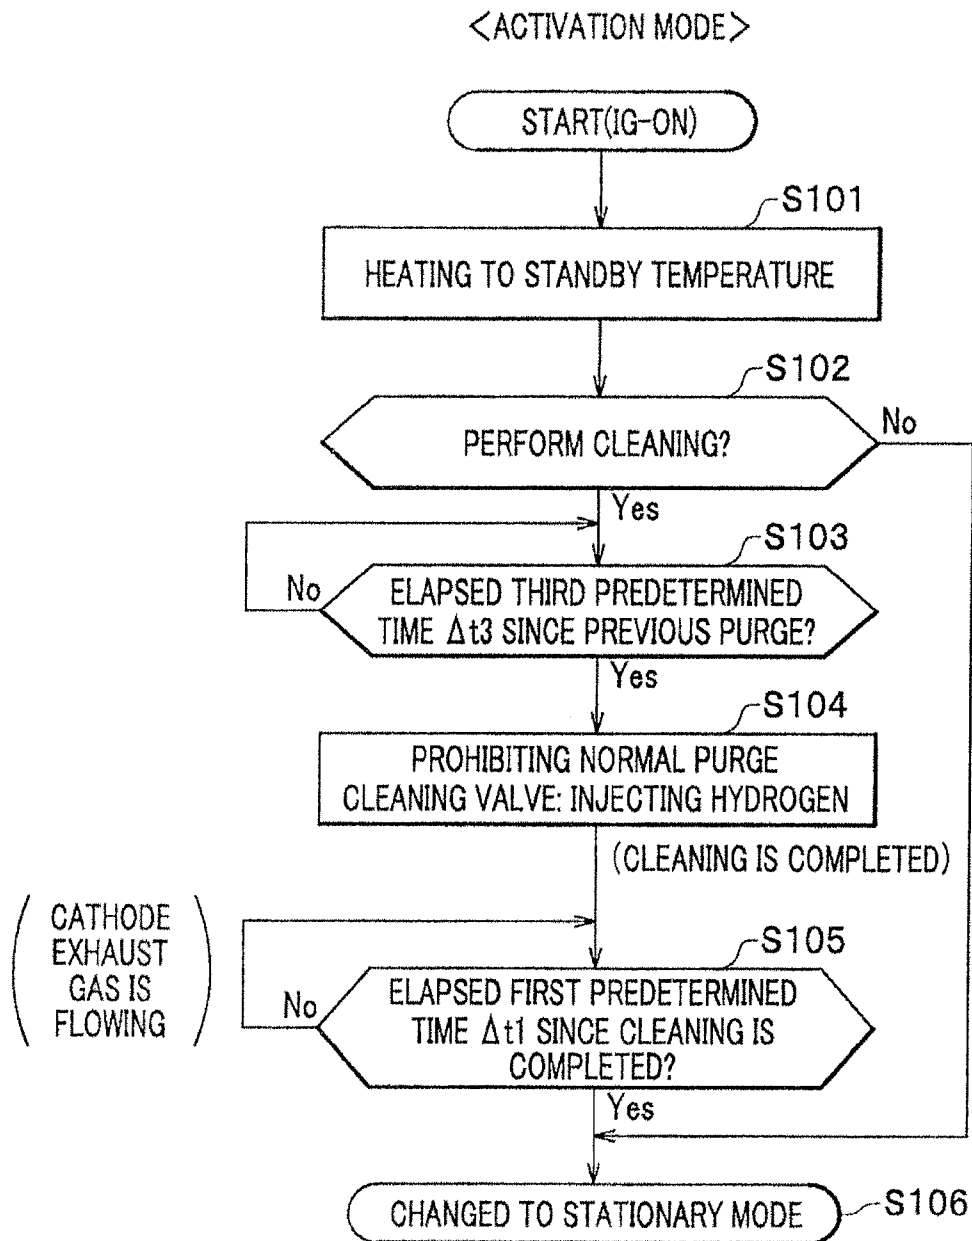 <ACTIVATION MODE>
START(IG-ON)
S101
HEATING TO STANDBY TEMPERATURE
S102
PERFORM CLEANING?
No
Yes
S103
ELAPSED THIRD PREDETERMINED
TIME Δt3 SINCE PREVIOUS PURGE?
No
Yes
S104
PROHIBITING NORMAL PURGE
CLEANING VALVE: INJECTING HYDROGEN
(CLEANING IS COMPLETED)
(CATHODE
EXHAUST
GAS IS
FLOWING)
S105
ELAPSED FIRST PREDETERMINED
TIME Δt1 SINCE CLEANING IS
COMPLETED?
No
Yes
CHANGED TO STATIONARY MODE
S106